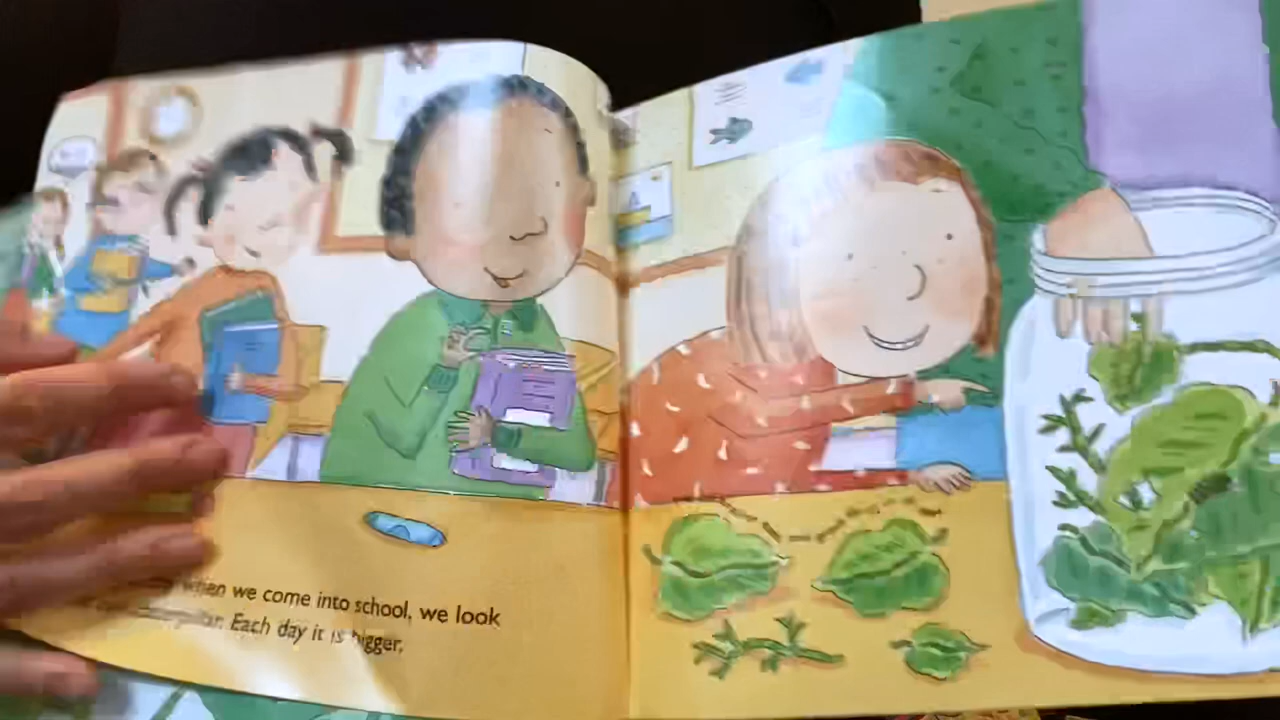 when we come into school, we look
Each day it is bigger,